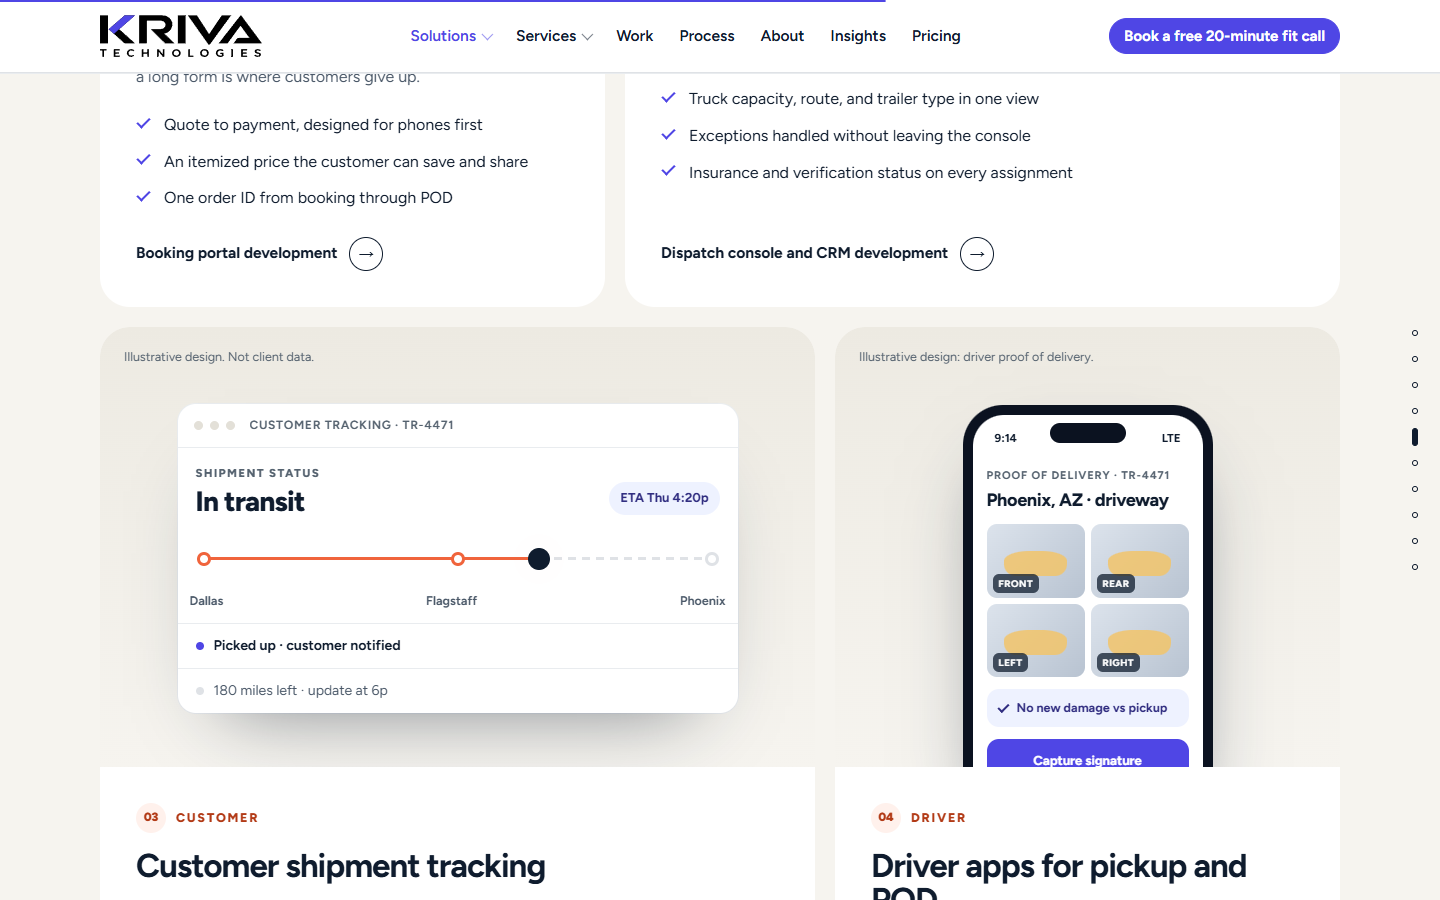 KRIVA
TECHNOLOGIES
Solutions
Services
Work
Process
About
Insights
Pricing
Book a free 20-minute fit call
a long form is where customers give up.
Quote to payment, designed for phones first
An itemized price the customer can save and share
One order ID from booking through POD
Booking portal development →
Truck capacity, route, and trailer type in one view
Exceptions handled without leaving the console
Insurance and verification status on every assignment
Dispatch console and CRM development →
Illustrative design. Not client data.
CUSTOMER TRACKING · TR-4471
SHIPMENT STATUS
In transit
ETA Thu 4:20p
Dallas
Flagstaff
Phoenix
Picked up · customer notified
180 miles left · update at 6p
03 CUSTOMER
Customer shipment tracking
Illustrative design: driver proof of delivery.
9:14
LTE
PROOF OF DELIVERY · TR-4471
Phoenix, AZ · driveway
FRONT
REAR
LEFT
RIGHT
No new damage vs pickup
Capture signature
04 DRIVER
Driver apps for pickup and
POD